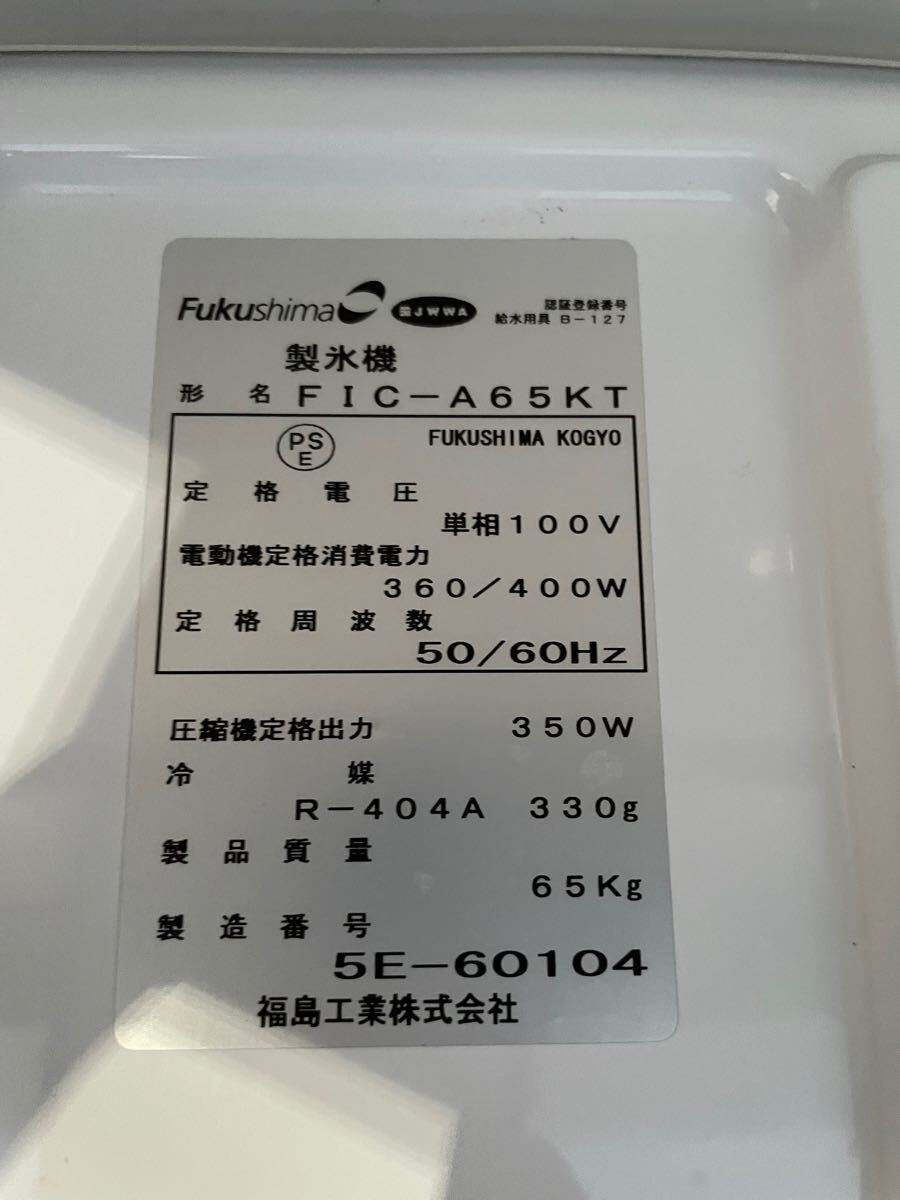 Fukushima JWWA 認証登録番号
給水用具 B-127
製氷機
形名 FIC-A65KT
PSE FUKUSHIMA KOGYO
定格電圧
単相100V
電動機定格消費電力
360/400W
定格周波数
50/60Hz
圧縮機定格出力 350W
冷媒
R-404A 330g
製品質量
65Kg
製造番号
5E-60104
福島工業株式会社